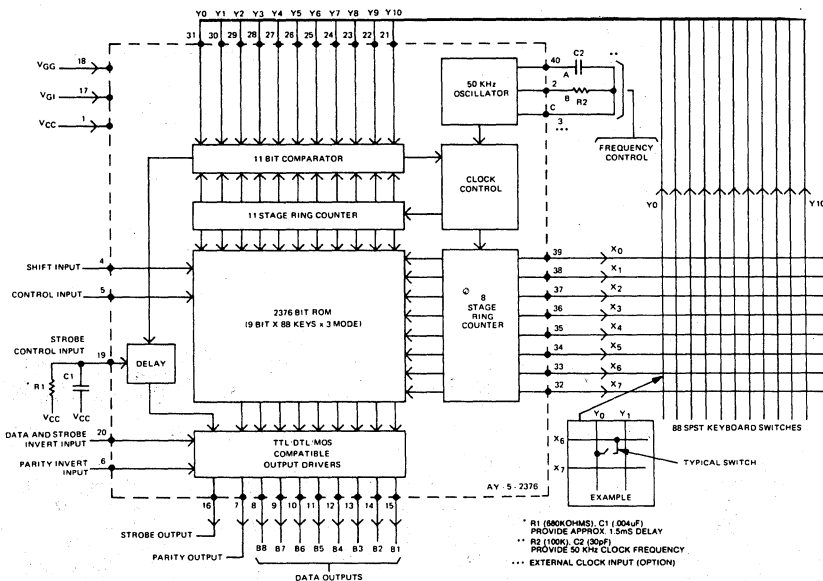 Y0 Y1 Y2 Y3 Y4 Y5 Y6 Y7 Y8 Y9 Y10
31 30 29 28 27 26 25 24 23 22 21
VGG 18
VGI 17
VCC 1
50 KHz
OSCILLATOR
40
2
C
3
...
C2
A
B
R2
**
FREQUENCY
CONTROL
11 BIT COMPARATOR
CLOCK
CONTROL
11 STAGE RING COUNTER
Y0
Y10
SHIFT INPUT 4
CONTROL INPUT 5
2376 BIT ROM
(9 BIT X 88 KEYS x 3 MODE)
8
STAGE
RING
COUNTER
39 X0
38 X1
37 X2
36 X3
35 X4
34 X5
33 X6
32 X7
STROBE
CONTROL INPUT 19
DELAY
* R1
C1
VCC VCC
DATA AND STROBE
INVERT INPUT 20
PARITY INVERT
INPUT 6
TTL/DTL/MOS
COMPATIBLE
OUTPUT DRIVERS
AY-5-2376
16 7 8 9 10 11 12 13 14 15
STROBE OUTPUT
PARITY OUTPUT
B8 B7 B6 B5 B4 B3 B2 B1
DATA OUTPUTS
88 SPST KEYBOARD SWITCHES
Y0 Y1
X6
X7
EXAMPLE
TYPICAL SWITCH
* R1 (680KOHMS), C1 (.004uF)
PROVIDE APPROX. 1.5mS DELAY
** R2 (100K), C2 (30pF)
PROVIDE 50 KHz CLOCK FREQUENCY
... EXTERNAL CLOCK INPUT (OPTION)